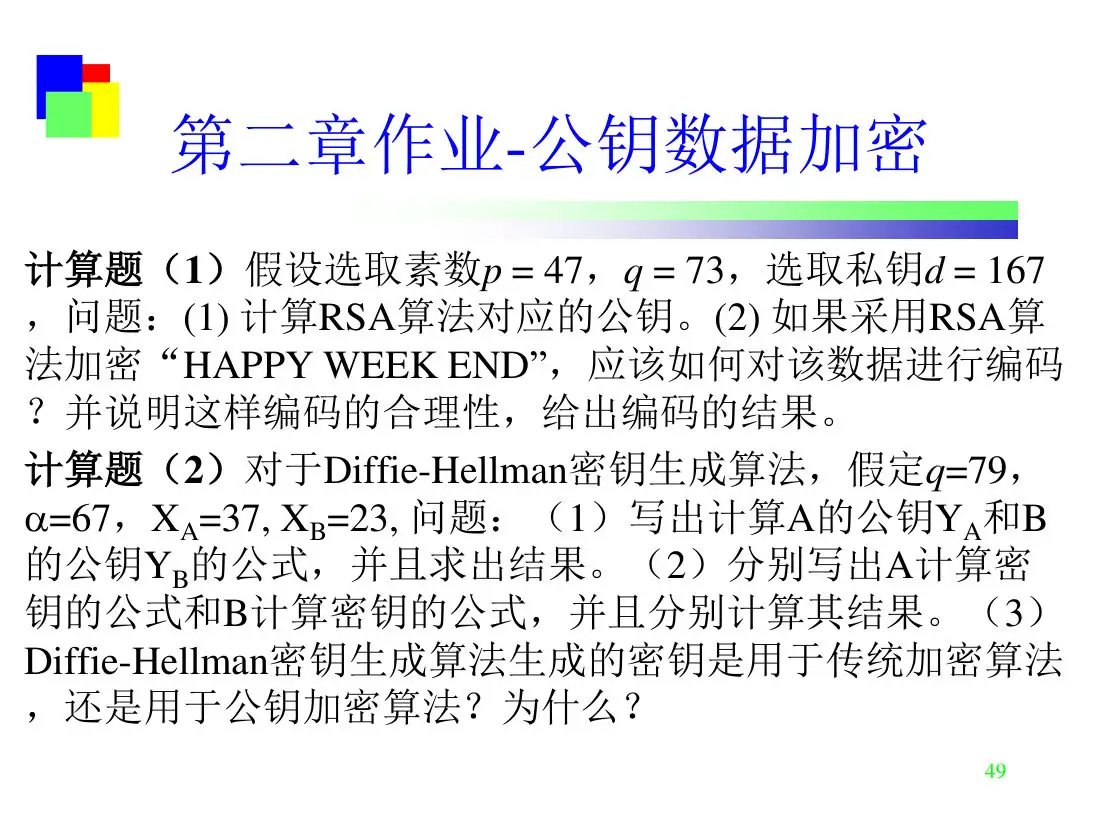 第二章作业-公钥数据加密
计算题（1）假设选取素数p = 47，q = 73，选取私钥d = 167
，问题：(1) 计算RSA算法对应的公钥。(2) 如果采用RSA算
法加密“HAPPY WEEK END”，应该如何对该数据进行编码
？并说明这样编码的合理性，给出编码的结果。
计算题（2）对于Diffie-Hellman密钥生成算法，假定q=79，
α=67，XA=37, XB=23, 问题：（1）写出计算A的公钥YA和B
的公钥YB的公式，并且求出结果。（2）分别写出A计算密
钥的公式和B计算密钥的公式，并且分别计算其结果。（3）
Diffie-Hellman密钥生成算法生成的密钥是用于传统加密算法
，还是用于公钥加密算法？为什么？
49